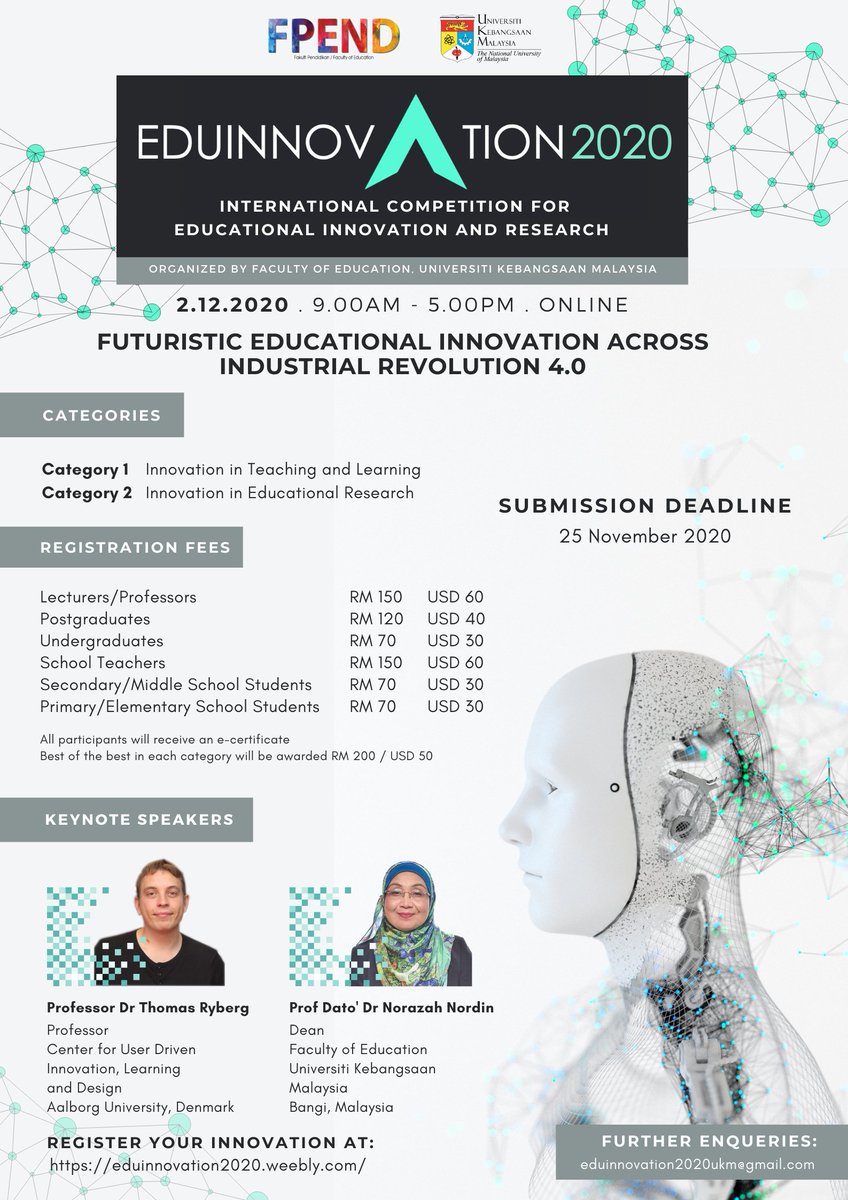 FPEND
Fakulti Pendidikan / Faculty of Education
UNIVERSITI
KEBANGSAAN
MALAYSIA
The National University
of Malaysia
EDUINNOVATION 2020
INTERNATIONAL COMPETITION FOR
EDUCATIONAL INNOVATION AND RESEARCH
ORGANIZED BY FACULTY OF EDUCATION, UNIVERSITI KEBANGSAAN MALAYSIA
2.12.2020 . 9.00AM - 5.00PM . ONLINE
FUTURISTIC EDUCATIONAL INNOVATION ACROSS
INDUSTRIAL REVOLUTION 4.0
CATEGORIES
Category 1 Innovation in Teaching and Learning
Category 2 Innovation in Educational Research
SUBMISSION DEADLINE
25 November 2020
REGISTRATION FEES
Lecturers/Professors RM 150 USD 60
Postgraduates RM 120 USD 40
Undergraduates RM 70 USD 30
School Teachers RM 150 USD 60
Secondary/Middle School Students RM 70 USD 30
Primary/Elementary School Students RM 70 USD 30
All participants will receive an e-certificate
Best of the best in each category will be awarded RM 200 / USD 50
KEYNOTE SPEAKERS
Professor Dr Thomas Ryberg
Professor
Center for User Driven
Innovation, Learning
and Design
Aalborg University, Denmark
Prof Dato' Dr Norazah Nordin
Dean
Faculty of Education
Universiti Kebangsaan
Malaysia
Bangi, Malaysia
REGISTER YOUR INNOVATION AT:
https://eduinnovation2020.weebly.com/
FURTHER ENQUERIES:
eduinnovation2020ukm@gmail.com